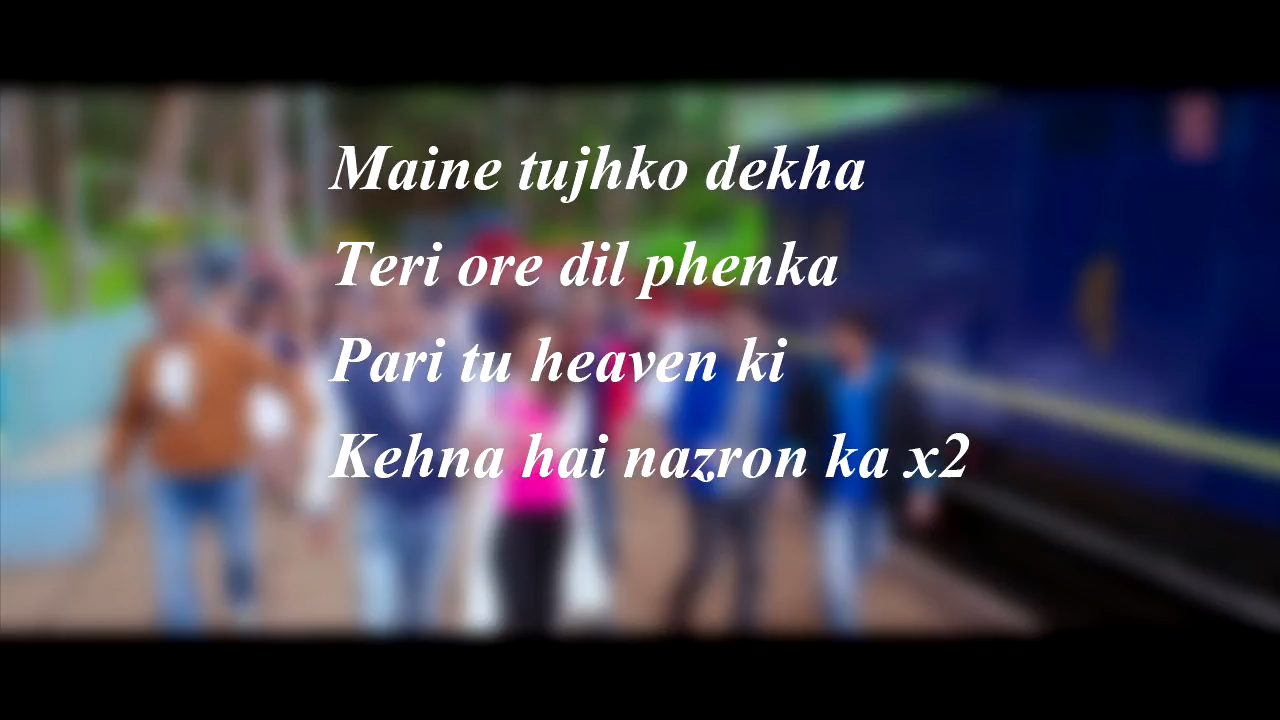 Maine tujhko dekha
Teri ore dil phenka
Pari tu heaven ki
Kehna hai nazron ka x2